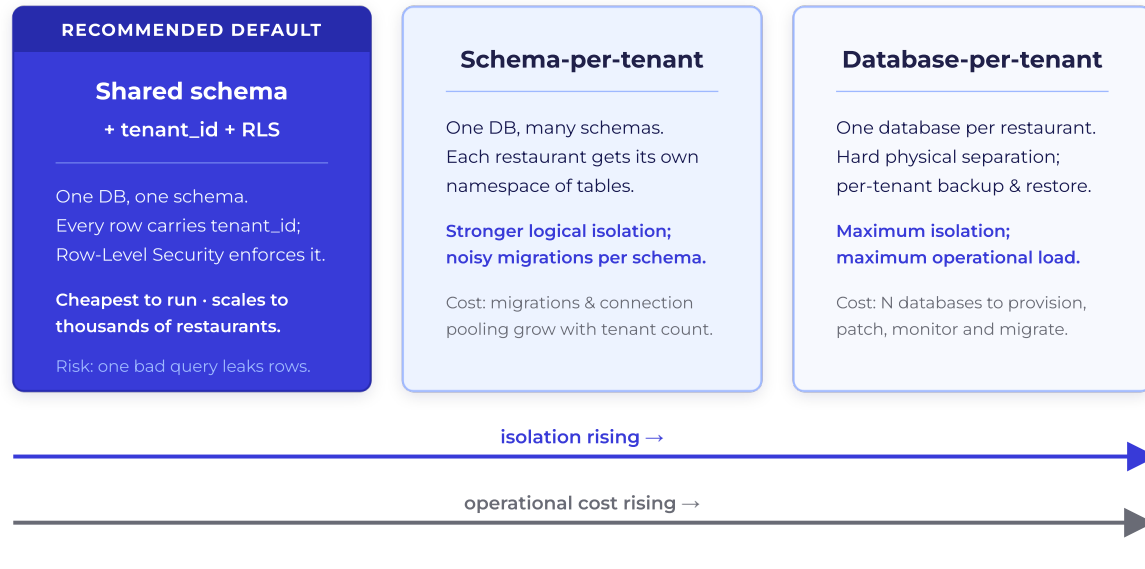 RECOMMENDED DEFAULT
Shared schema
+ tenant_id + RLS
One DB, one schema.
Every row carries tenant_id;
Row-Level Security enforces it.
Cheapest to run · scales to
thousands of restaurants.
Risk: one bad query leaks rows.
Schema-per-tenant
One DB, many schemas.
Each restaurant gets its own
namespace of tables.
Stronger logical isolation;
noisy migrations per schema.
Cost: migrations & connection
pooling grow with tenant count.
Database-per-tenant
One database per restaurant.
Hard physical separation;
per-tenant backup & restore.
Maximum isolation;
maximum operational load.
Cost: N databases to provision,
patch, monitor and migrate.
isolation rising →
operational cost rising →